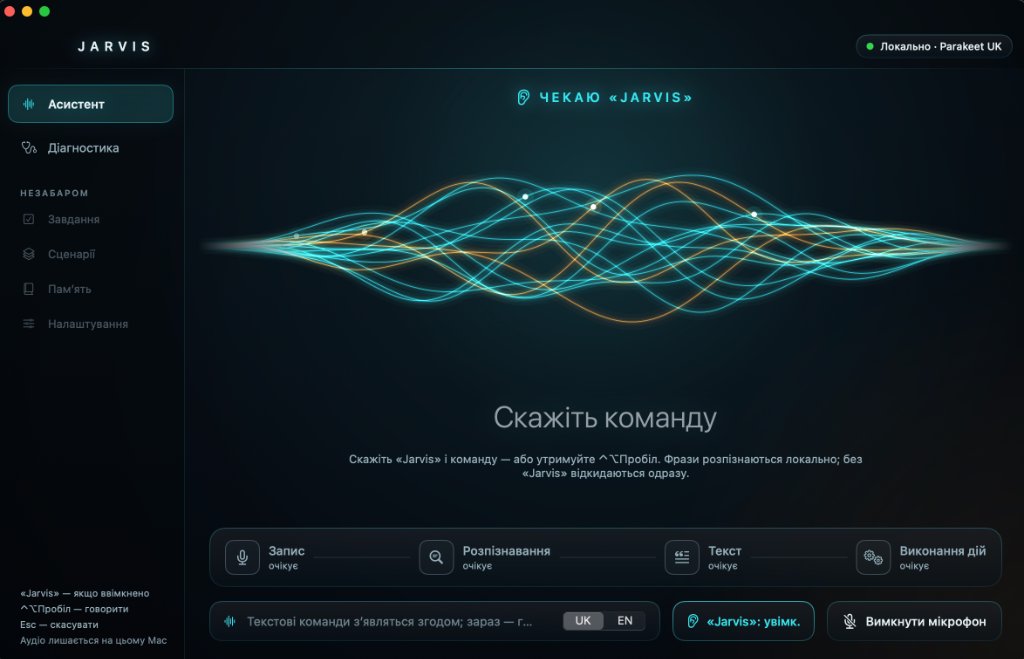 JARVIS
Локально · Parakeet UK
Асистент
Діагностика
НЕЗАБАРОМ
Завдання
Сценарії
Пам'ять
Налаштування
«Jarvis» — якщо ввімкнено
⌃⌥Пробіл — говорити
Esc — скасувати
Аудіо лишається на цьому Mac
ЧЕКАЮ «JARVIS»
Скажіть команду
Скажіть «Jarvis» і команду — або утримуйте ⌃⌥Пробіл. Фрази розпізнаються локально; без
«Jarvis» відкидаються одразу.
Запис
очікує
Розпізнавання
очікує
Текст
очікує
Виконання дій
очікує
Текстові команди з'являться згодом; зараз — г...
UK
EN
«Jarvis»: увімк.
Вимкнути мікрофон